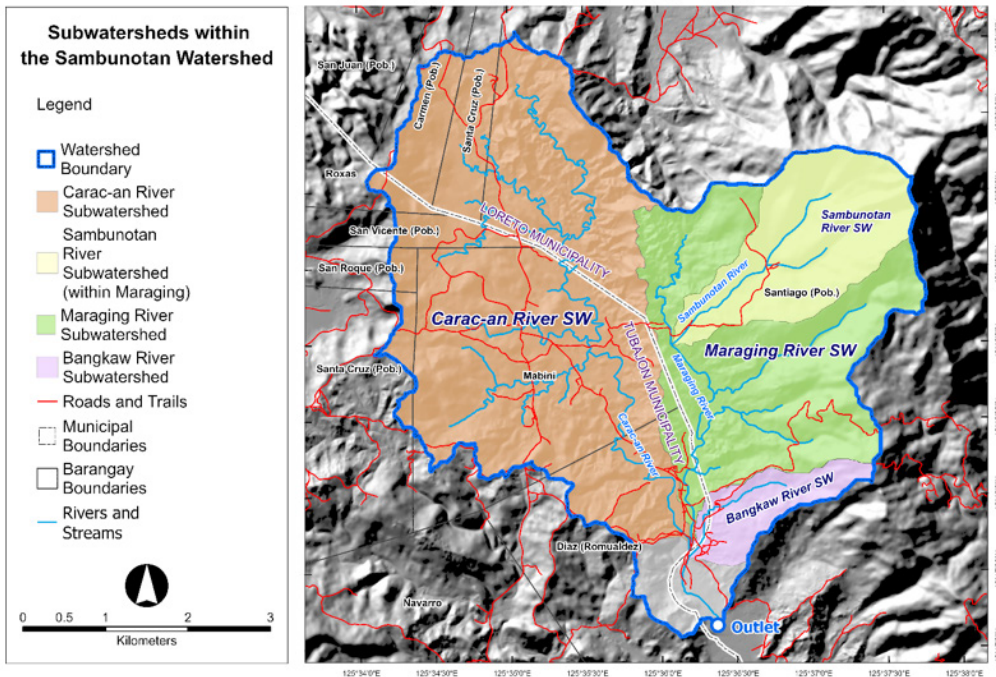 Subwatersheds within
the Sambunotan Watershed
Legend
Watershed
Boundary
Carac-an River
Subwatershed
Sambunotan
River
Subwatershed
(within Maraging)
Maraging River
Subwatershed
Bangkaw River
Subwatershed
Roads and Trails
Municipal
Boundaries
Barangay
Boundaries
Rivers and
Streams
0 0.5 1 2 3
Kilometers
San Juan (Pob.)
Carmen (Pob.)
Santa Cruz (Pob.)
Roxas
San Vicente (Pob.)
LORETO MUNICIPALITY
San Roque (Pob.)
Sambunotan
River SW
Sambunotan River
Santiago (Pob.)
Carac-an River SW
TUBAJON MUNICIPALITY
Maraging River SW
Maraging River
Santa Cruz (Pob.)
Mabini
Carac-an River
Bangkaw River SW
Diaz (Romualdez)
Navarro
Outlet
125°34'0"E 125°34'30"E 125°35'0"E 125°35'30"E 125°36'0"E 125°36'30"E 125°37'0"E 125°37'30"E 125°38'0"E